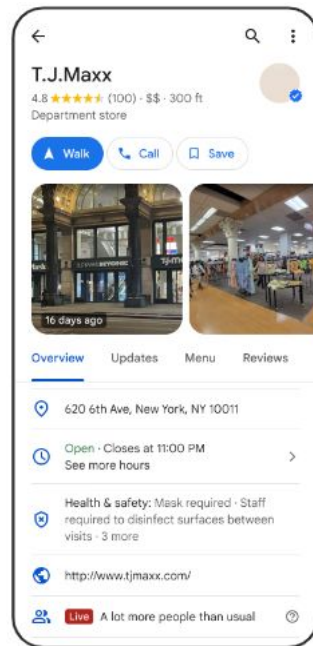 T.J.Maxx
4.8 (100) · $$ · 300 ft
Department store
Walk
Call
Save
16 days ago
Overview
Updates
Menu
Reviews
620 6th Ave, New York, NY 10011
Open · Closes at 11:00 PM
See more hours
Health & safety: Mask required · Staff
required to disinfect surfaces between
visits · 3 more
http://www.tjmaxx.com/
Live A lot more people than usual